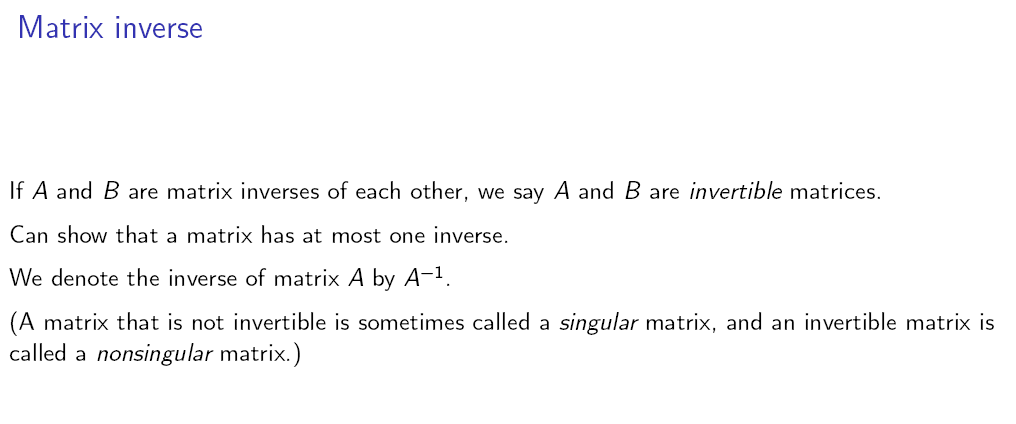 Matrix inverse
If A and B are matrix inverses of each other, we say A and B are invertible matrices.
Can show that a matrix has at most one inverse.
We denote the inverse of matrix A by A⁻¹.
(A matrix that is not invertible is sometimes called a singular matrix, and an invertible matrix is
called a nonsingular matrix.)